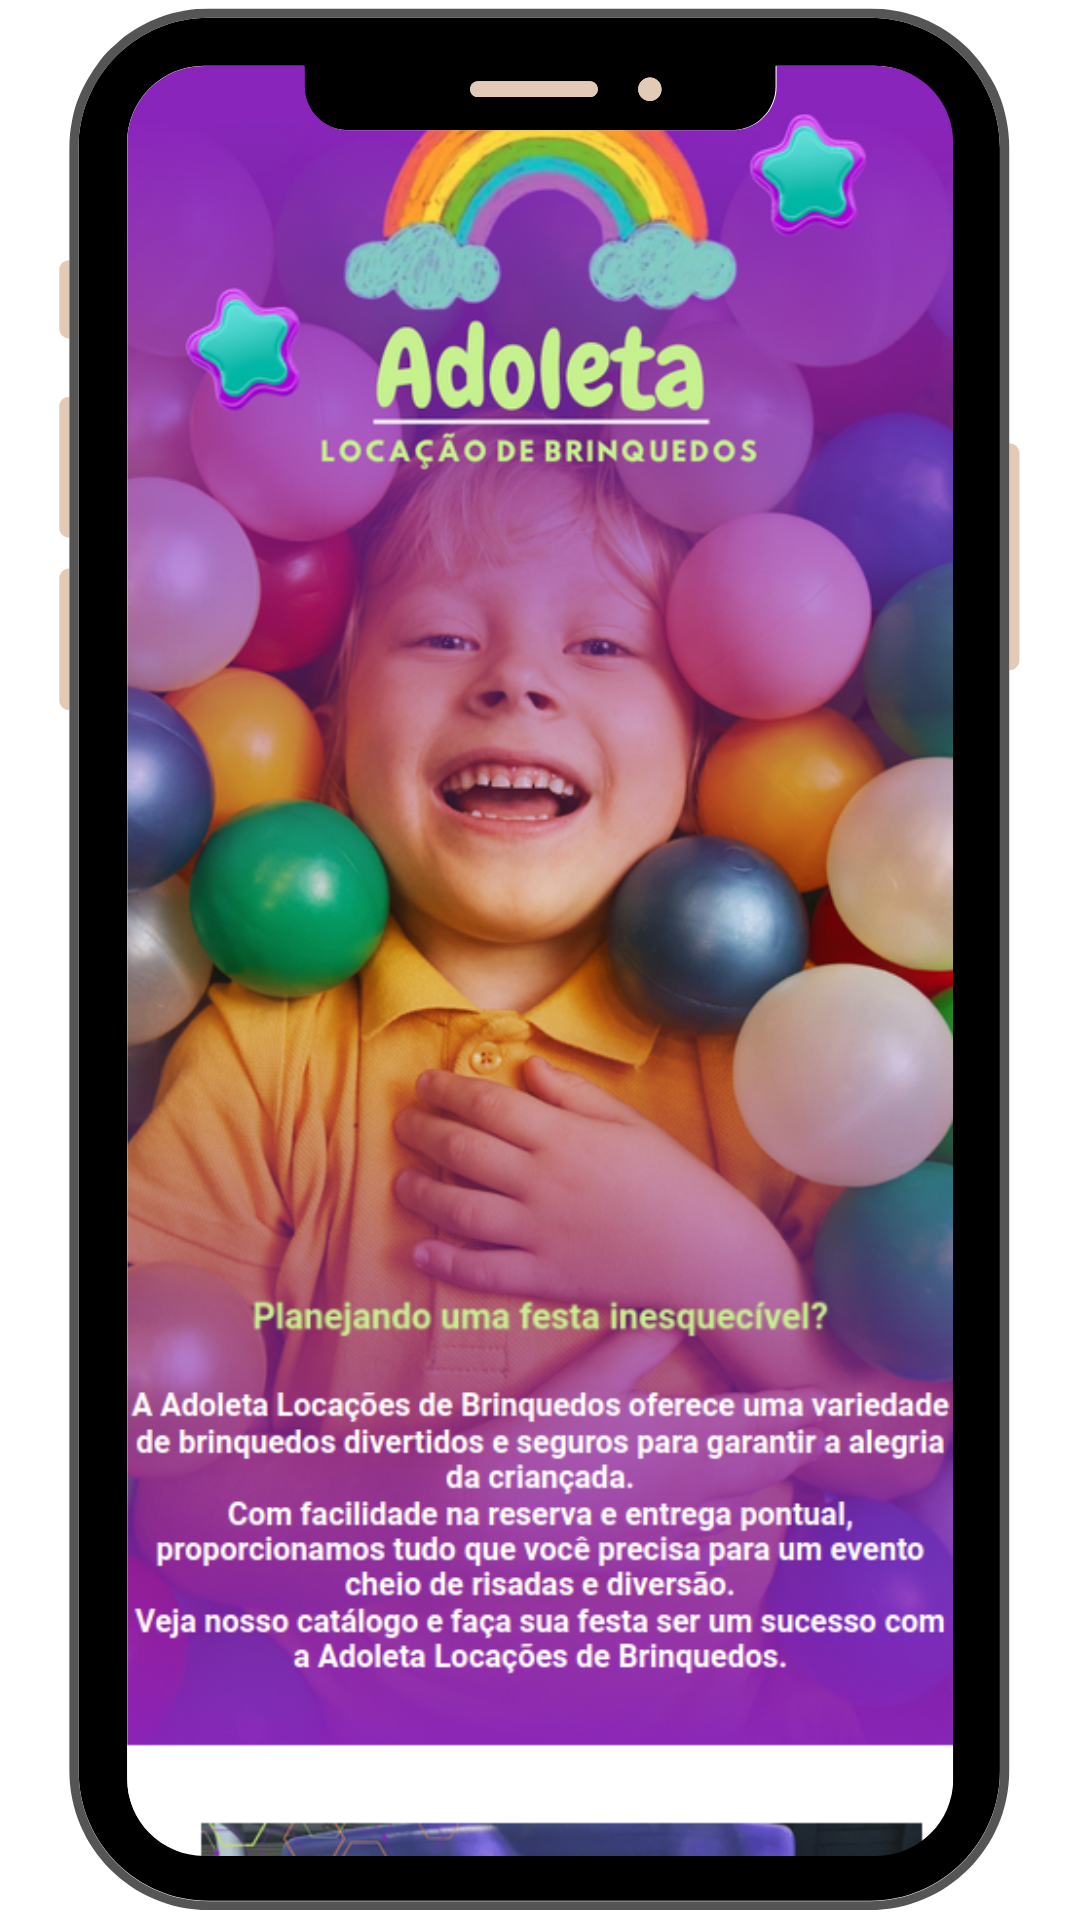 Adoleta
LOCAÇÃO DE BRINQUEDOS
Planejando uma festa inesquecível?
A Adoleta Locações de Brinquedos oferece uma variedade
de brinquedos divertidos e seguros para garantir a alegria
da criançada.
Com facilidade na reserva e entrega pontual,
proporcionamos tudo que você precisa para um evento
cheio de risadas e diversão.
Veja nosso catálogo e faça sua festa ser um sucesso com
a Adoleta Locações de Brinquedos.